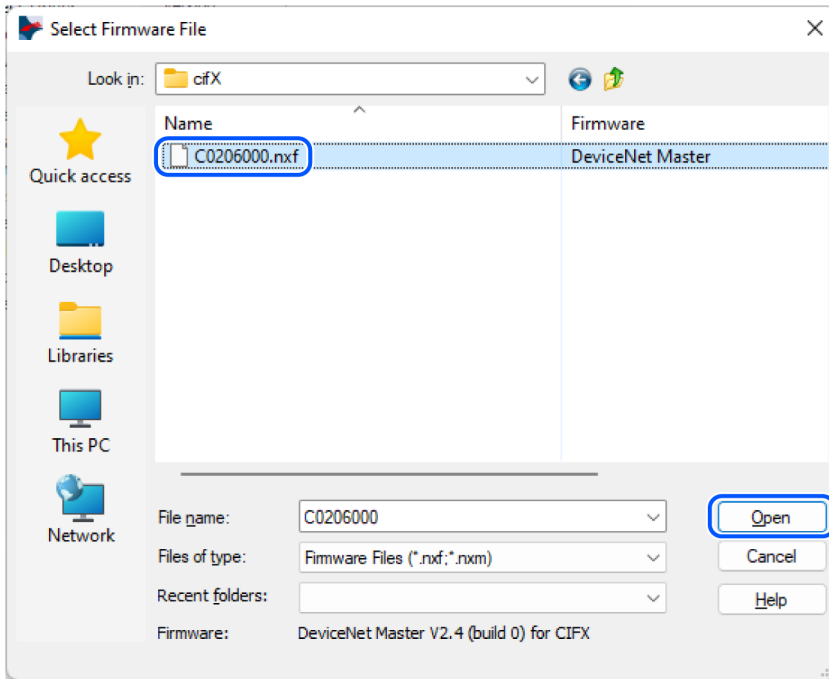 Select Firmware File
Look in: cifX
Name Firmware
C0206000.nxf DeviceNet Master
Quick access
Desktop
Libraries
This PC
Network
File name: C0206000 Open
Files of type: Firmware Files (*.nxf;*.nxm) Cancel
Recent folders: Help
Firmware: DeviceNet Master V2.4 (build 0) for CIFX